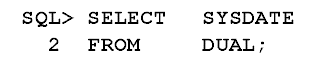 SQL> SELECT   SYSDATE
  2  FROM     DUAL;